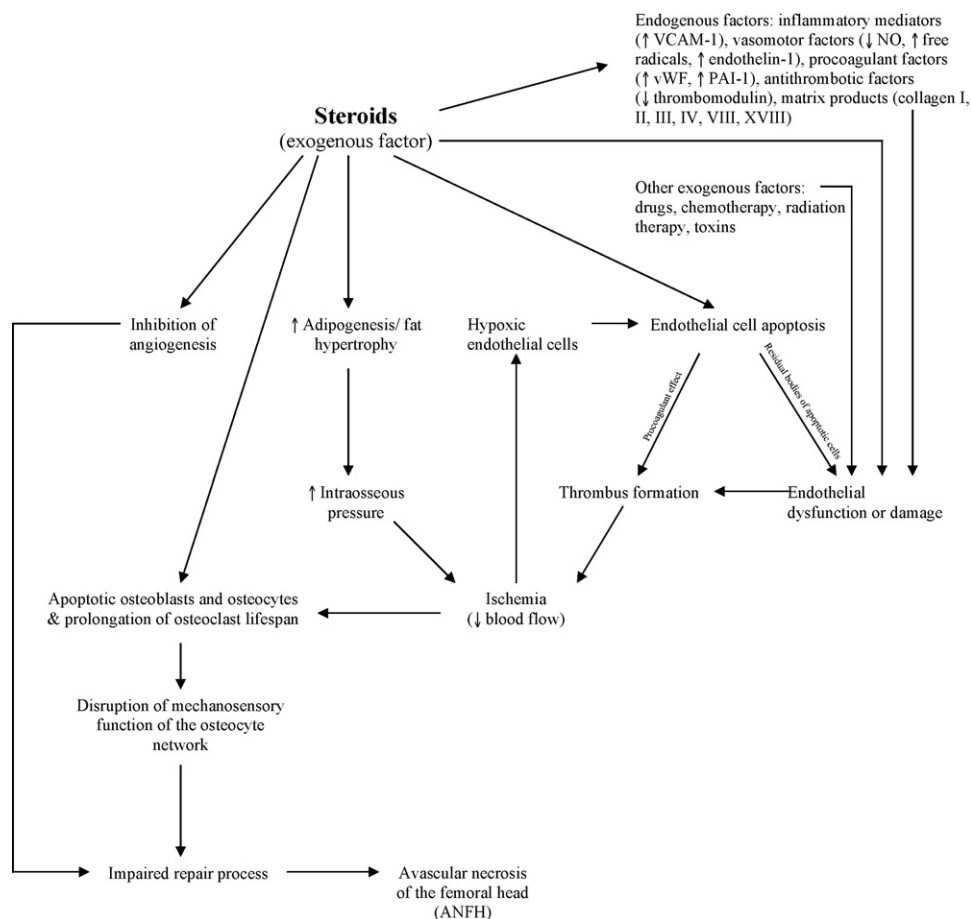 Endogenous factors: inflammatory mediators
(↑ VCAM-1), vasomotor factors (↓ NO, ↑ free
radicals, ↑ endothelin-1), procoagulant factors
(↑ vWF, ↑ PAI-1), antithrombotic factors
(↓ thrombomodulin), matrix products (collagen I,
II, III, IV, VIII, XVIII)
Steroids
(exogenous factor)
Other exogenous factors:
drugs, chemotherapy, radiation
therapy, toxins
Inhibition of
angiogenesis
↑ Adipogenesis/ fat
hypertrophy
Hypoxic
endothelial cells
Endothelial cell apoptosis
Procoagulant effect
Residual bodies of apoptotic cells
↑ Intraosseous
pressure
Thrombus formation
Endothelial
dysfunction or damage
Apoptotic osteoblasts and osteocytes
& prolongation of osteoclast lifespan
Ischemia
(↓ blood flow)
Disruption of mechanosensory
function of the osteocyte
network
Impaired repair process
Avascular necrosis
of the femoral head
(ANFH)